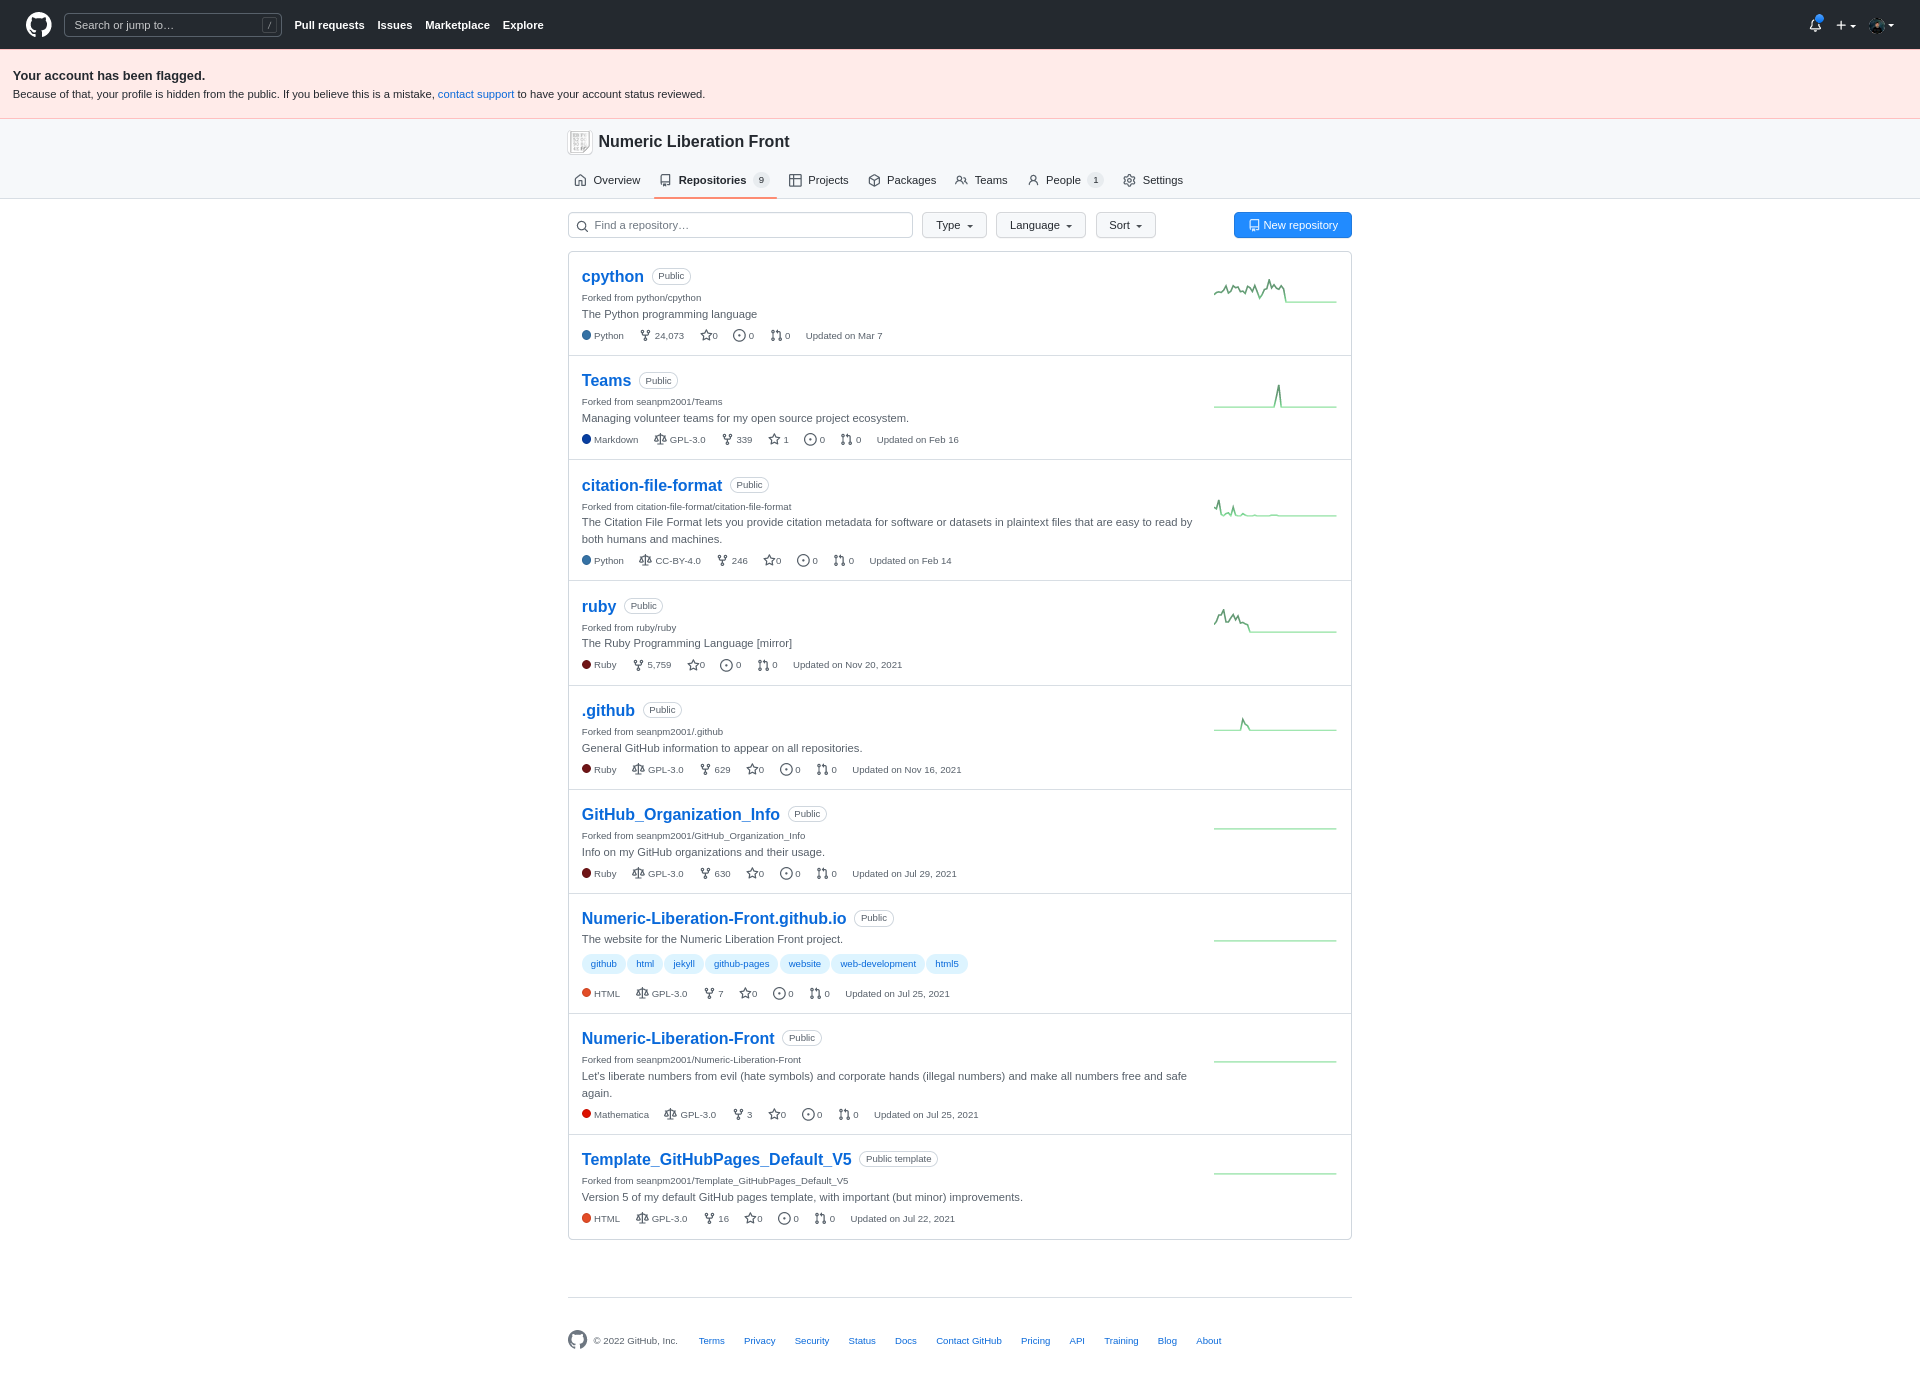 Search or jump to… /
Pull requests Issues Marketplace Explore
Your account has been flagged.
Because of that, your profile is hidden from the public. If you believe this is a mistake, contact support to have your account status reviewed.
Numeric Liberation Front
Overview Repositories 9 Projects Packages Teams People 1 Settings
Find a repository… Type Language Sort New repository
cpython Public
Forked from python/cpython
The Python programming language
Python 24,073 0 0 0 Updated on Mar 7
Teams Public
Forked from seanpm2001/Teams
Managing volunteer teams for my open source project ecosystem.
Markdown GPL-3.0 339 1 0 0 Updated on Feb 16
citation-file-format Public
Forked from citation-file-format/citation-file-format
The Citation File Format lets you provide citation metadata for software or datasets in plaintext files that are easy to read by
both humans and machines.
Python CC-BY-4.0 246 0 0 0 Updated on Feb 14
ruby Public
Forked from ruby/ruby
The Ruby Programming Language [mirror]
Ruby 5,759 0 0 0 Updated on Nov 20, 2021
.github Public
Forked from seanpm2001/.github
General GitHub information to appear on all repositories.
Ruby GPL-3.0 629 0 0 0 Updated on Nov 16, 2021
GitHub_Organization_Info Public
Forked from seanpm2001/GitHub_Organization_Info
Info on my GitHub organizations and their usage.
Ruby GPL-3.0 630 0 0 0 Updated on Jul 29, 2021
Numeric-Liberation-Front.github.io Public
The website for the Numeric Liberation Front project.
github html jekyll github-pages website web-development html5
HTML GPL-3.0 7 0 0 0 Updated on Jul 25, 2021
Numeric-Liberation-Front Public
Forked from seanpm2001/Numeric-Liberation-Front
Let's liberate numbers from evil (hate symbols) and corporate hands (illegal numbers) and make all numbers free and safe
again.
Mathematica GPL-3.0 3 0 0 0 Updated on Jul 25, 2021
Template_GitHubPages_Default_V5 Public template
Forked from seanpm2001/Template_GitHubPages_Default_V5
Version 5 of my default GitHub pages template, with important (but minor) improvements.
HTML GPL-3.0 16 0 0 0 Updated on Jul 22, 2021
© 2022 GitHub, Inc. Terms Privacy Security Status Docs Contact GitHub Pricing API Training Blog About